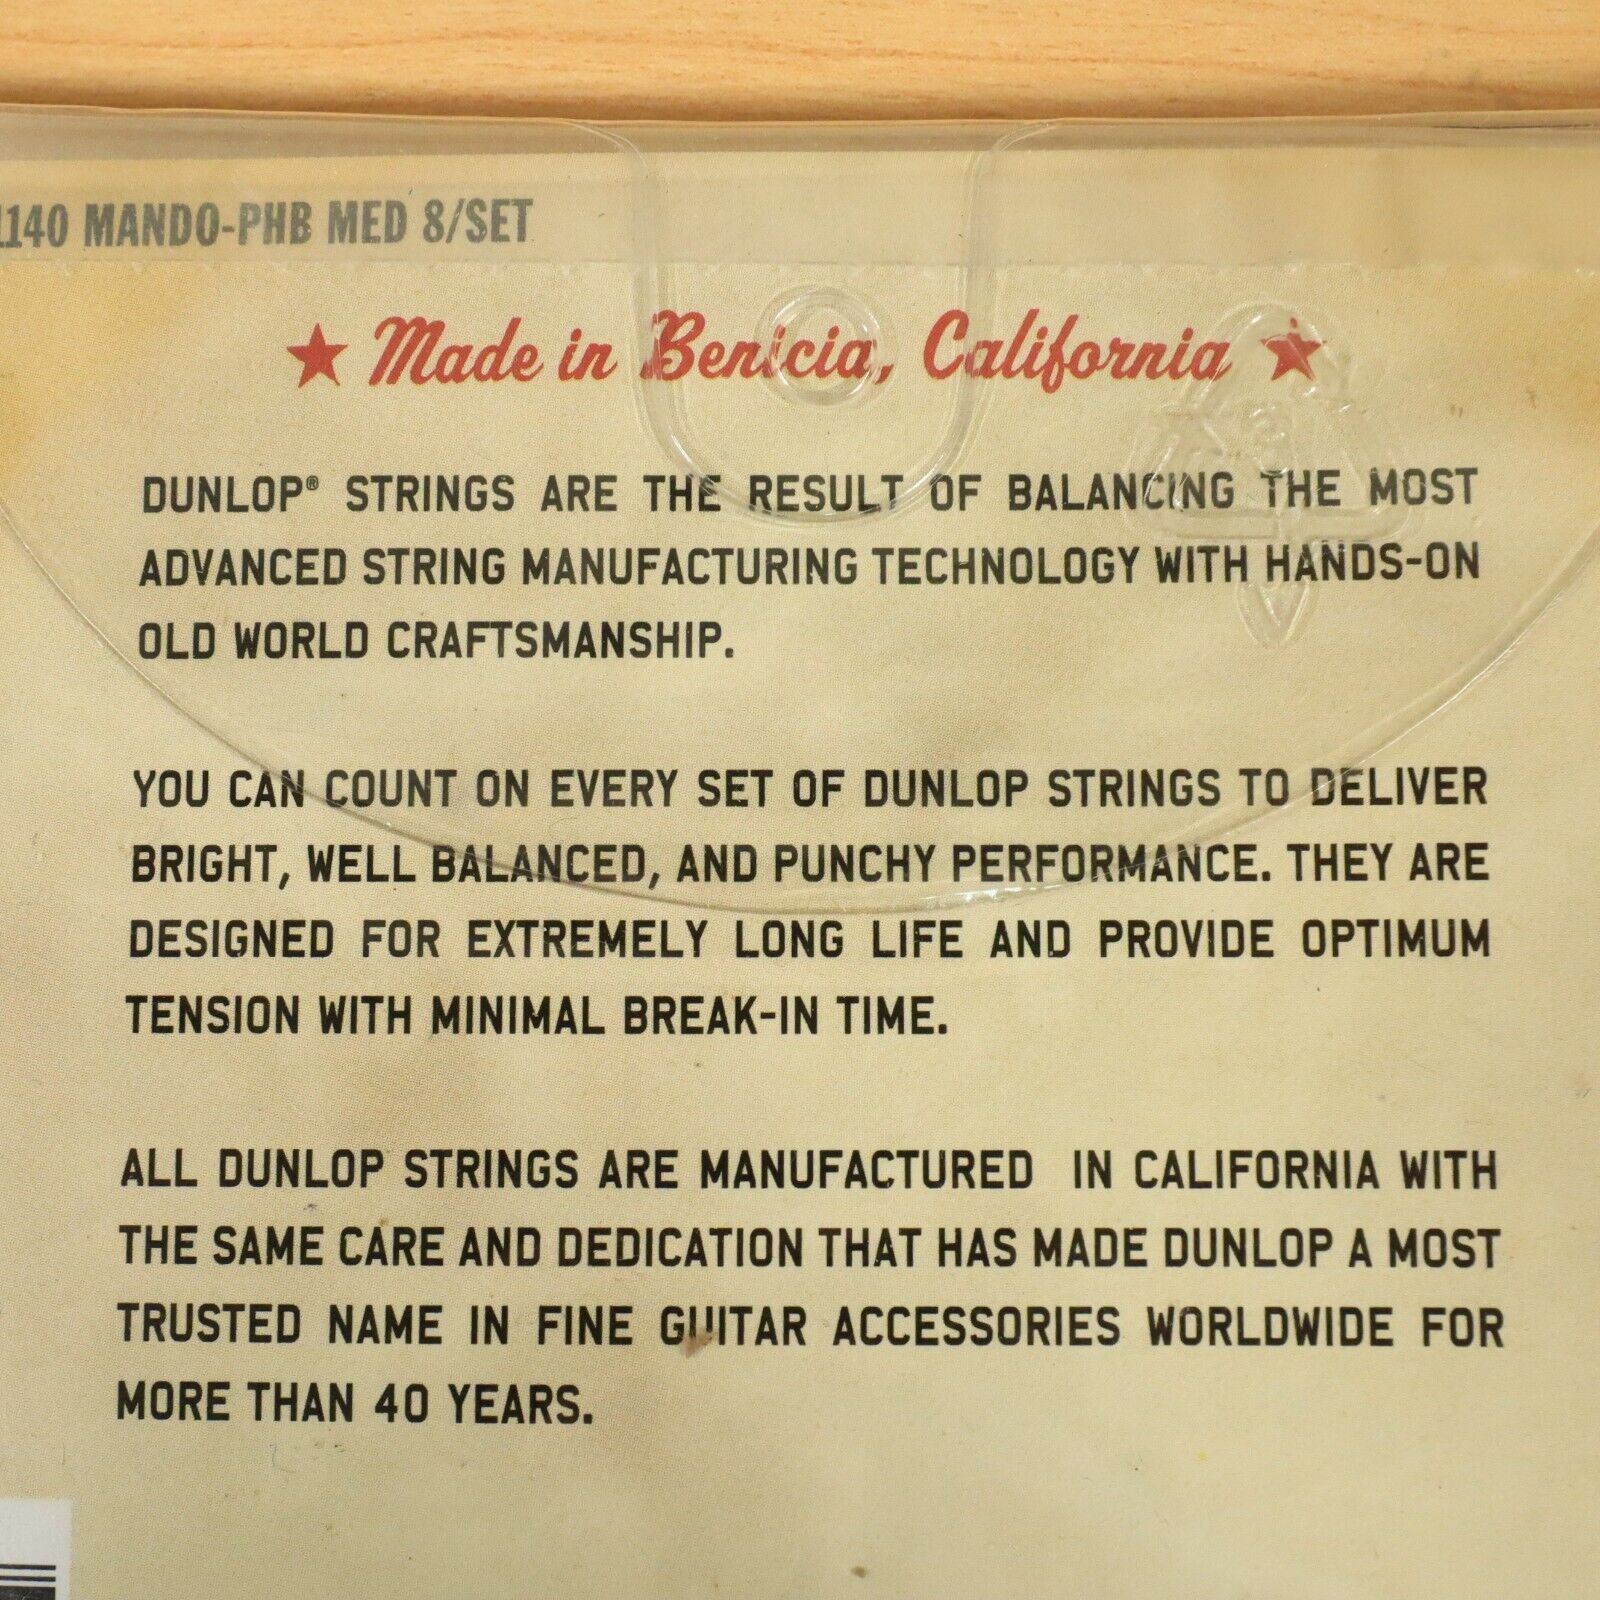 1140 MANDO-PHB MED 8/SET
★ Made in Benicia, California ★
DUNLOP® STRINGS ARE THE RESULT OF BALANCING THE MOST
ADVANCED STRING MANUFACTURING TECHNOLOGY WITH HANDS-ON
OLD WORLD CRAFTSMANSHIP.
YOU CAN COUNT ON EVERY SET OF DUNLOP STRINGS TO DELIVER
BRIGHT, WELL BALANCED, AND PUNCHY PERFORMANCE. THEY ARE
DESIGNED FOR EXTREMELY LONG LIFE AND PROVIDE OPTIMUM
TENSION WITH MINIMAL BREAK-IN TIME.
ALL DUNLOP STRINGS ARE MANUFACTURED IN CALIFORNIA WITH
THE SAME CARE AND DEDICATION THAT HAS MADE DUNLOP A MOST
TRUSTED NAME IN FINE GUITAR ACCESSORIES WORLDWIDE FOR
MORE THAN 40 YEARS.